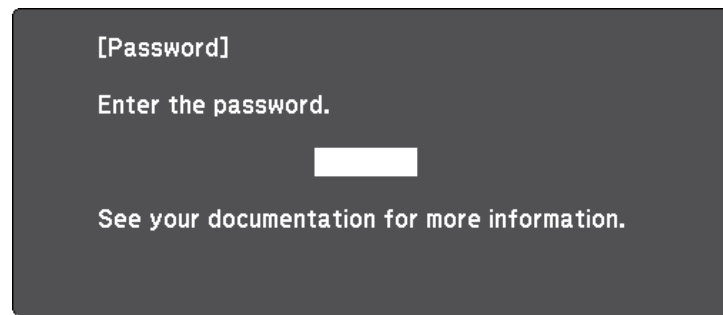 [Password]
Enter the password.
See your documentation for more information.